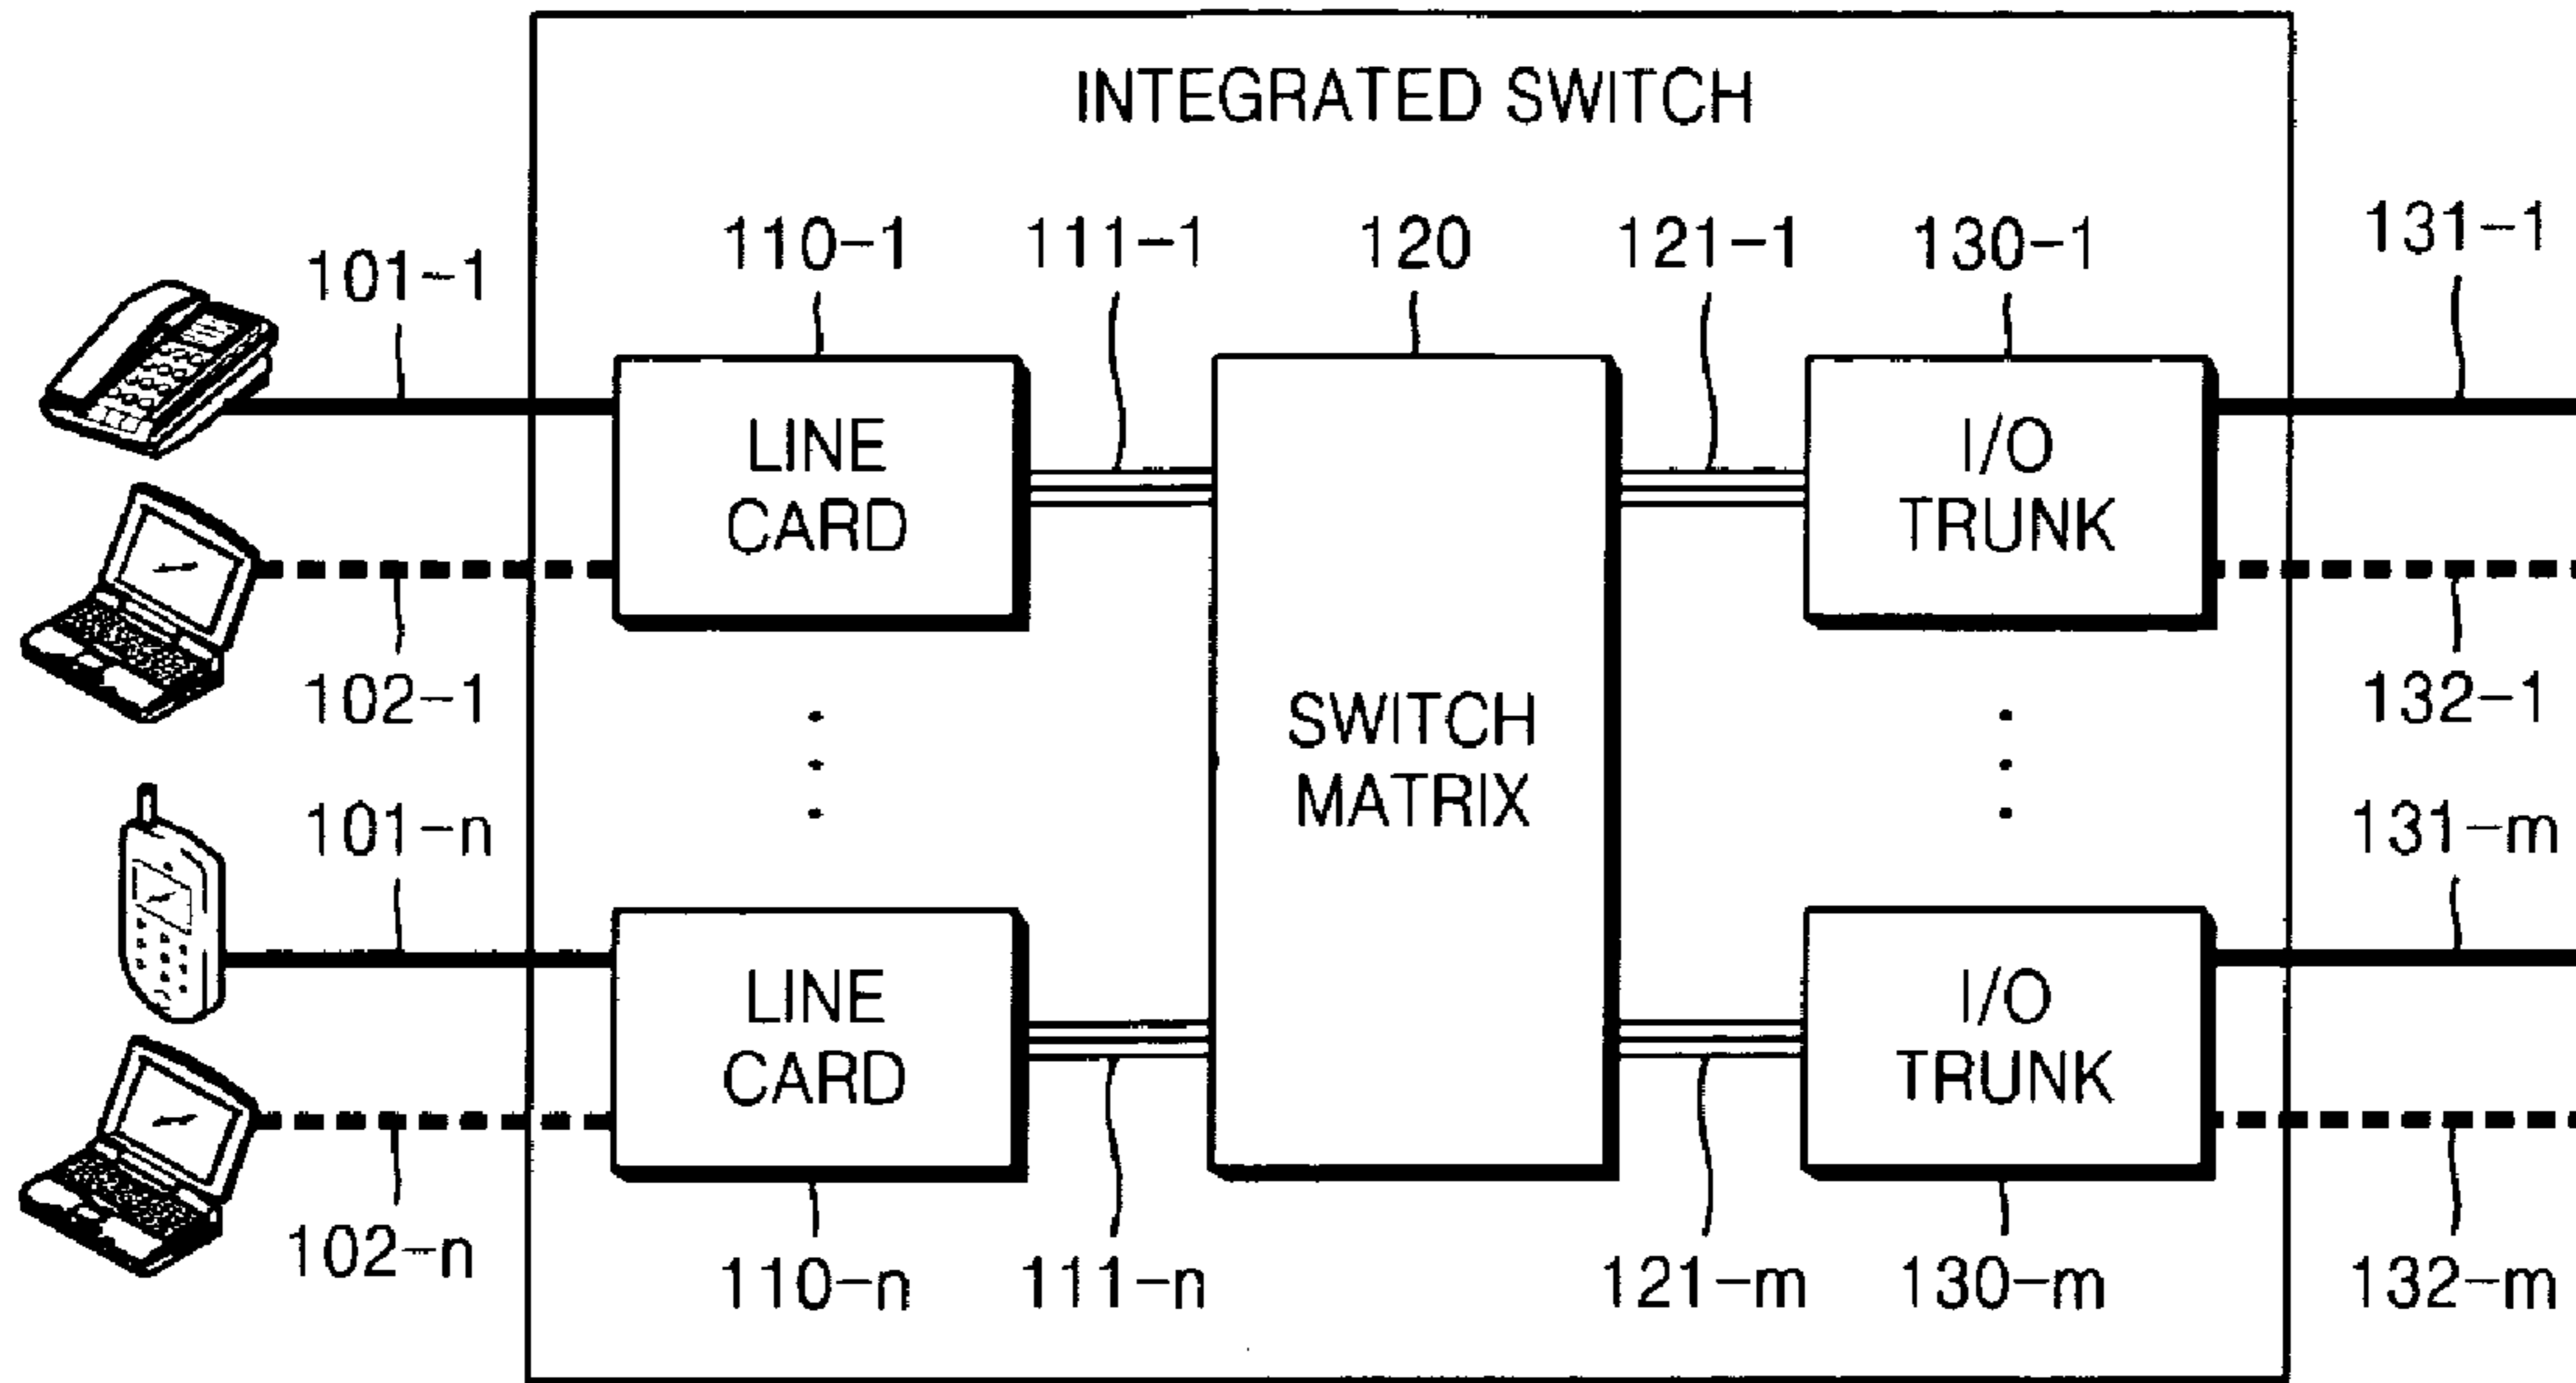 INTEGRATED SWITCH
101-1
110-1
111-1
120
121-1
130-1
131-1
LINE
CARD
I/O
TRUNK
102-1
132-1
SWITCH
MATRIX
101-n
131-m
LINE
CARD
I/O
TRUNK
102-n
110-n
111-n
121-m
130-m
132-m